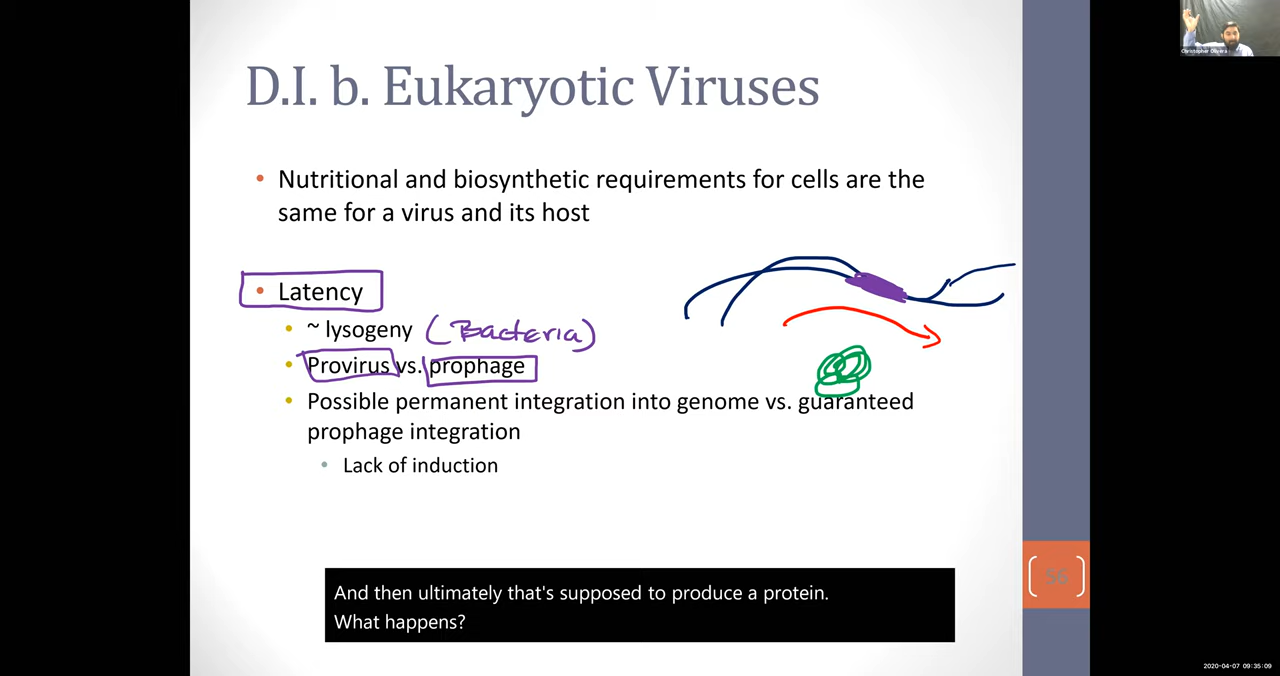 Christopher Olivera
D.I. b. Eukaryotic Viruses
• Nutritional and biosynthetic requirements for cells are the
same for a virus and its host
• Latency
• ~ lysogeny (Bacteria)
• Provirus vs. prophage
• Possible permanent integration into genome vs. guaranteed
prophage integration
• Lack of induction
56
And then ultimately that's supposed to produce a protein.
What happens?
2020-04-07 09:35:09